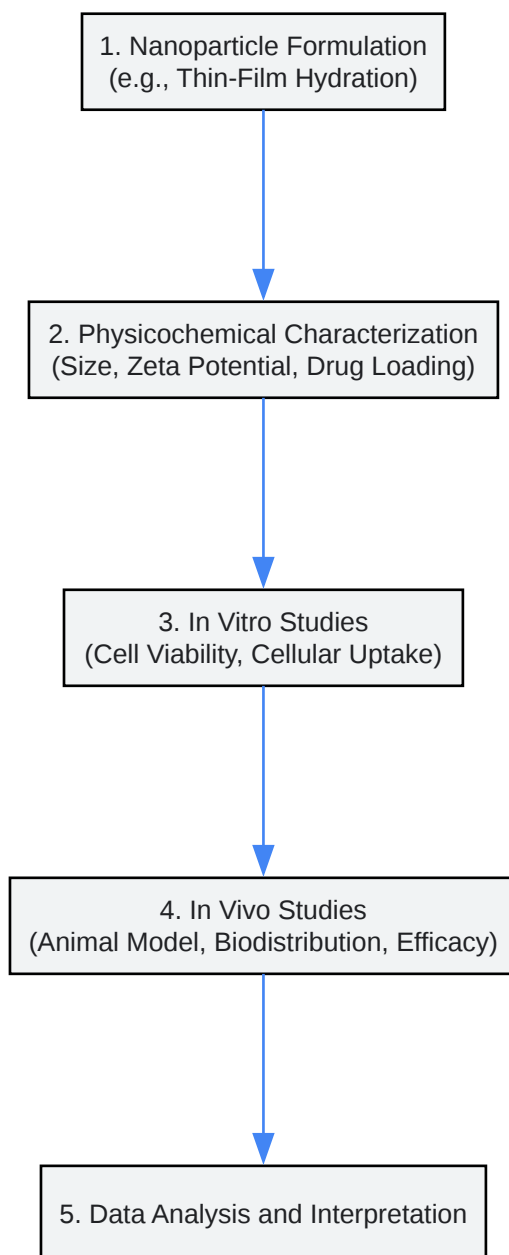 1. Nanoparticle Formulation
(e.g., Thin-Film Hydration)
2. Physicochemical Characterization
(Size, Zeta Potential, Drug Loading)
3. In Vitro Studies
(Cell Viability, Cellular Uptake)
4. In Vivo Studies
(Animal Model, Biodistribution, Efficacy)
5. Data Analysis and Interpretation